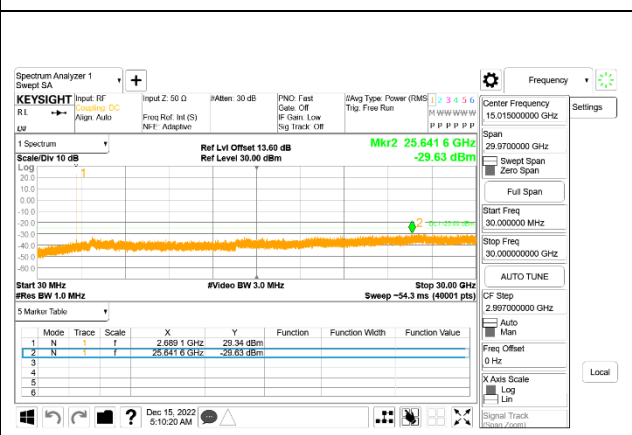 Spectrum Analyzer 1
Swept SA
+
Frequency
KEYSIGHT
Input: RF
Coupling: DC
Align: Auto
Input Z: 50 Ω
Freq Ref: Int (S)
NFE: Adaptive
#Atten: 30 dB
PNO: Fast
Gate: Off
IF Gain: Low
Sig Track: Off
#Avg Type: Power (RMS
Trig: Free Run
1 2 3 4 5 6
M W W W W W
P P P P P P
RL
Center Frequency
15.015000000 GHz
Settings
Span
29.9700000 GHz
Swept Span
Zero Span
Full Span
Start Freq
30.000000 MHz
Stop Freq
30.000000000 GHz
AUTO TUNE
CF Step
2.997000000 GHz
Auto
Man
Freq Offset
0 Hz
X Axis Scale
Log
Lin
Signal Track
(Span Zoom)
Local
1 Spectrum
Scale/Div 10 dB
Ref Lvl Offset 13.60 dB
Ref Level 30.00 dBm
Mkr2 25.641 6 GHz
-29.63 dBm
Log
20.0
10.0
0.00
-10.0
-20.0
-30.0
-40.0
-50.0
-60.0
1
2
Start 30 MHz
#Res BW 1.0 MHz
#Video BW 3.0 MHz
Stop 30.00 GHz
Sweep ~54.3 ms (40001 pts)
5 Marker Table
Mode Trace Scale X Y Function Function Width Function Value
1 N 1 f 2.689 1 GHz 29.34 dBm
2 N 1 f 25.641 6 GHz -29.63 dBm
3
4
5
6
?
Dec 15, 2022
5:10:20 AM